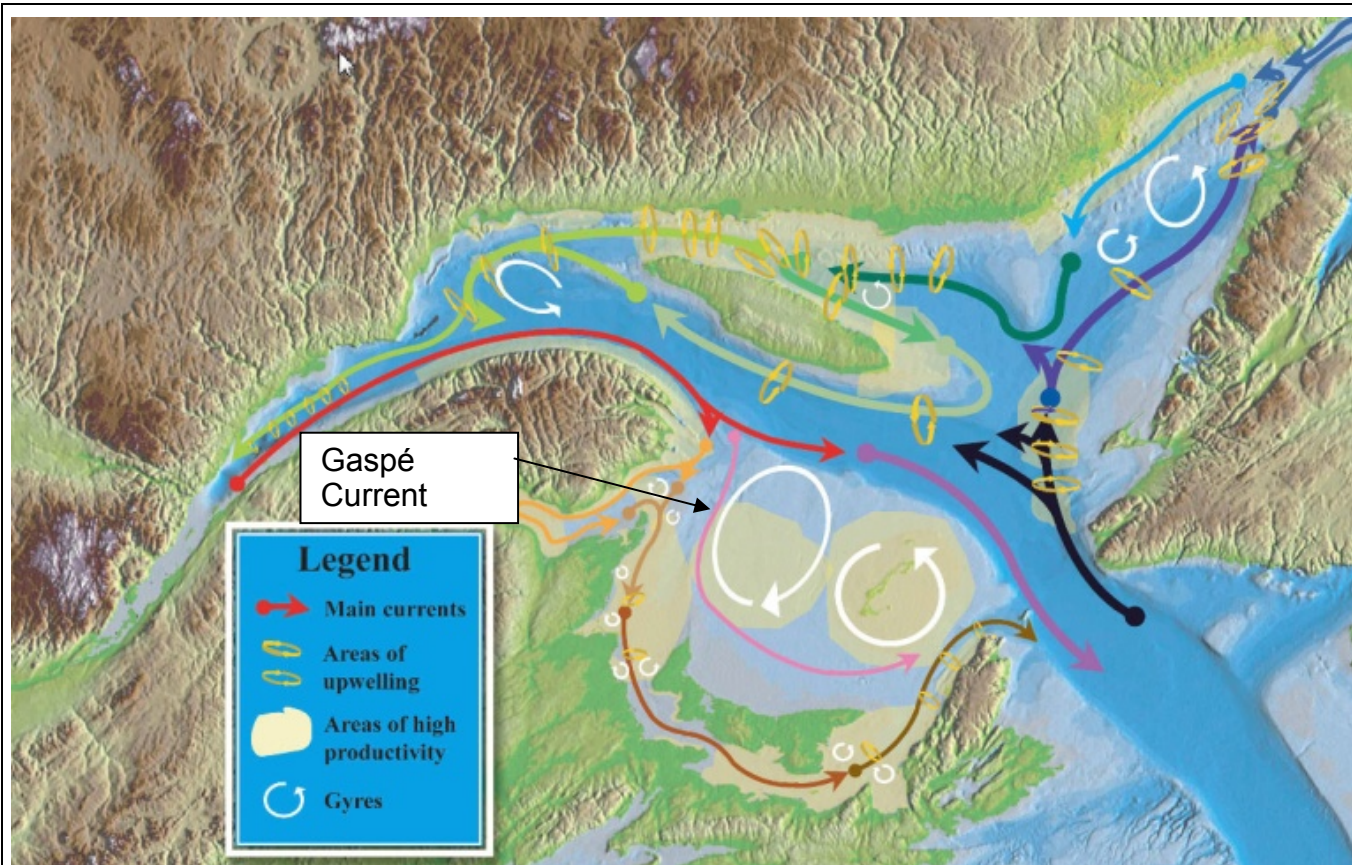 Gaspé
Current
Legend
Main currents
Areas of
upwelling
Areas of high
productivity
Gyres